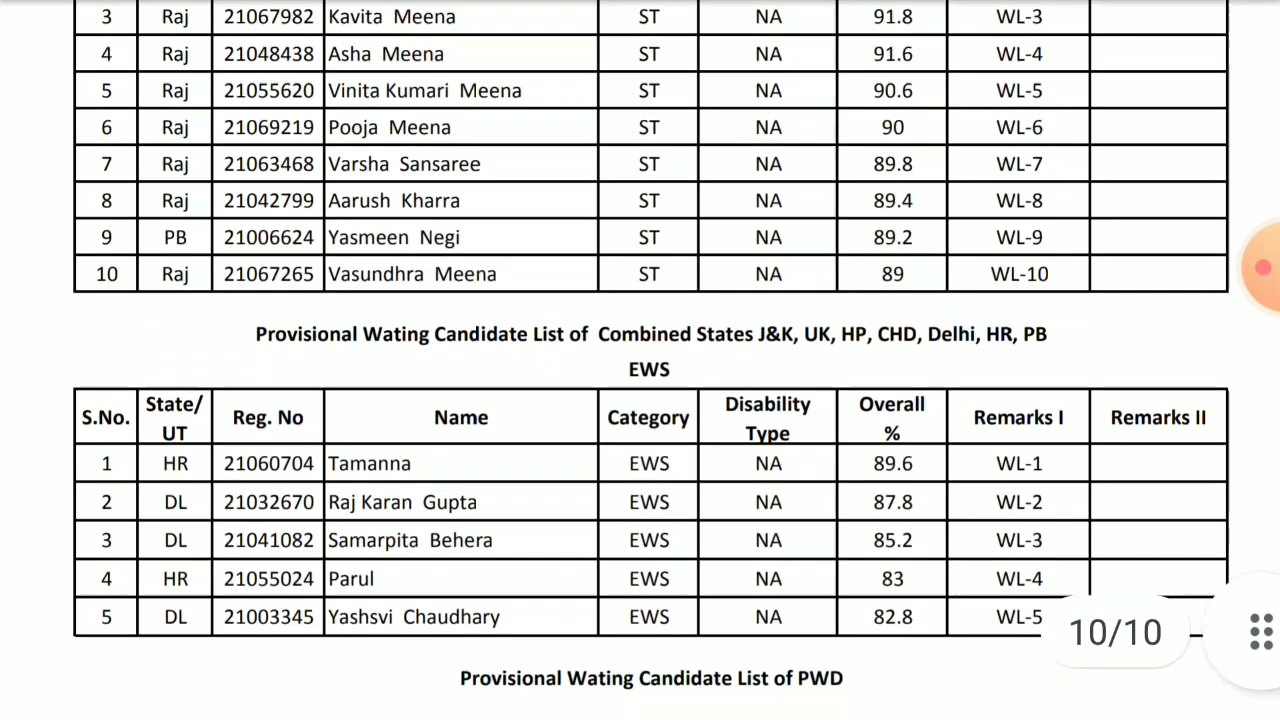 3 Raj 21067982 Kavita Meena ST NA 91.8 WL-3
4 Raj 21048438 Asha Meena ST NA 91.6 WL-4
5 Raj 21055620 Vinita Kumari Meena ST NA 90.6 WL-5
6 Raj 21069219 Pooja Meena ST NA 90 WL-6
7 Raj 21063468 Varsha Sansaree ST NA 89.8 WL-7
8 Raj 21042799 Aarush Kharra ST NA 89.4 WL-8
9 PB 21006624 Yasmeen Negi ST NA 89.2 WL-9
10 Raj 21067265 Vasundhra Meena ST NA 89 WL-10
Provisional Wating Candidate List of Combined States J&K, UK, HP, CHD, Delhi, HR, PB
EWS
S.No. State/ UT Reg. No Name Category Disability Type Overall % Remarks I Remarks II
1 HR 21060704 Tamanna EWS NA 89.6 WL-1
2 DL 21032670 Raj Karan Gupta EWS NA 87.8 WL-2
3 DL 21041082 Samarpita Behera EWS NA 85.2 WL-3
4 HR 21055024 Parul EWS NA 83 WL-4
5 DL 21003345 Yashsvi Chaudhary EWS NA 82.8 WL-5
10/10
Provisional Wating Candidate List of PWD